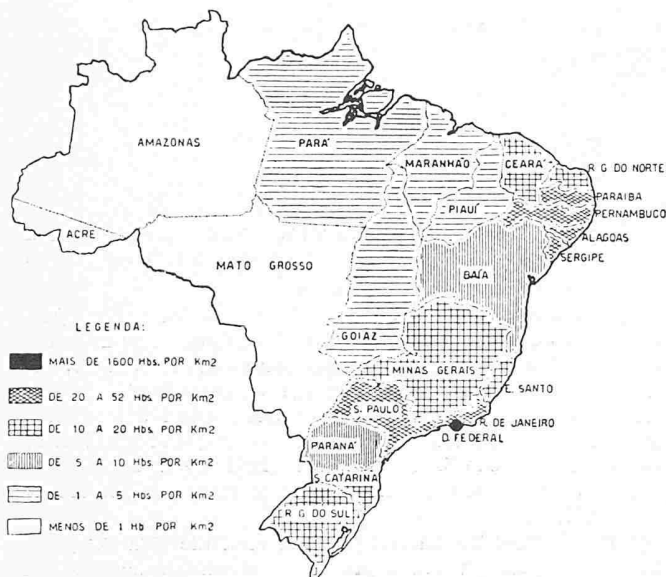 AMAZONAS
PARÁ
MARANHÃO
CEARÁ
R. G. DO NORTE
PARAIBA
PERNAMBUCO
PIAUÍ
ALAGOAS
SERGIPE
ACRE
MATO GROSSO
BAÍA
GOIAZ
MINAS GERAIS
E. SANTO
S. PAULO
R. DE JANEIRO
D. FEDERAL
PARANÁ
S. CATARINA
R. G. DO SUL
LEGENDA:
MAIS DE 1600 Hbs. POR Km2
DE 20 A 52 Hbs. POR Km2
DE 10 A 20 Hbs. POR Km2
DE 5 A 10 Hbs. POR Km2
DE 1 A 5 Hbs POR Km2
MENOS DE 1 Hb POR Km2